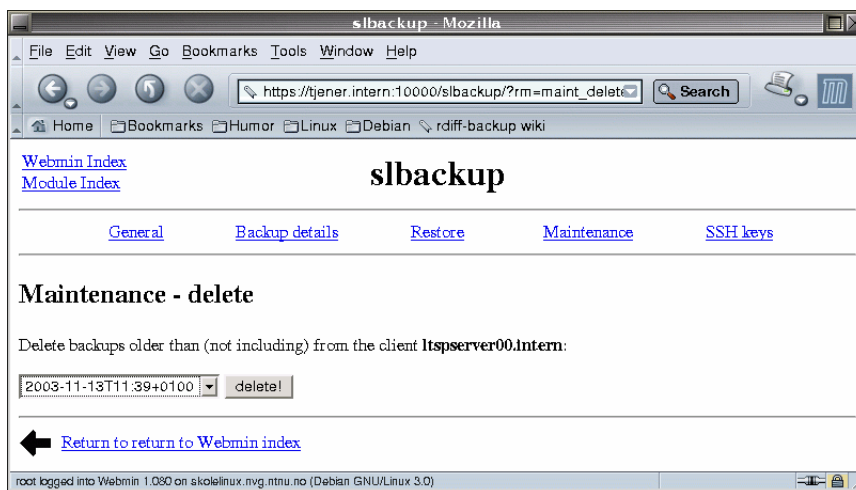 slbackup - Mozilla
File Edit View Go Bookmarks Tools Window Help
https://tjener.intern:10000/slbackup/?rm=maint_delete Search
Home Bookmarks Humor Linux Debian rdiff-backup wiki
Webmin Index
Module Index
slbackup
General Backup details Restore Maintenance SSH keys
Maintenance - delete
Delete backups older than (not including) from the client ltspserver00.intern:
2003-11-13T11:39+0100 delete!
Return to return to Webmin index
root logged into Webmin 1.080 on skolelinux.nvg.ntnu.no (Debian GNU/Linux 3.0)